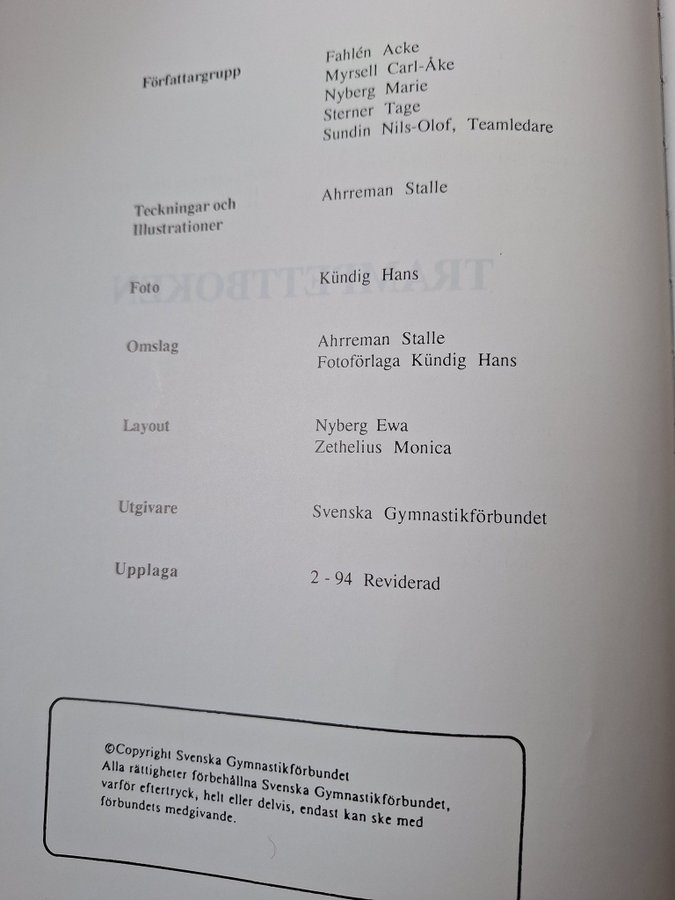 Författargrupp
Fahlén Acke
Myrsell Carl-Åke
Nyberg Marie
Sterner Tage
Sundin Nils-Olof, Teamledare
Teckningar och
Illustrationer
Ahrreman Stalle
Foto
Kündig Hans
TRAMPETTBOKEN
Omslag
Ahrreman Stalle
Fotoförlaga Kündig Hans
Layout
Nyberg Ewa
Zethelius Monica
Utgivare
Svenska Gymnastikförbundet
Upplaga
2 - 94 Reviderad
©Copyright Svenska Gymnastikförbundet
Alla rättigheter förbehållna Svenska Gymnastikförbundet,
varför eftertryck, helt eller delvis, endast kan ske med
förbundets medgivande.